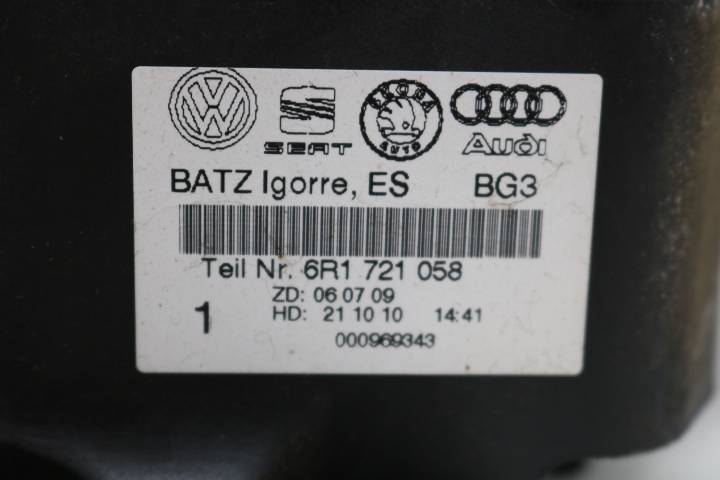 SEAT
SKODA
AUTO
Audi
BATZ Igorre, ES BG3
Teil Nr. 6R1 721 058
ZD: 06 07 09
1 HD: 21 10 10 14:41
000969343